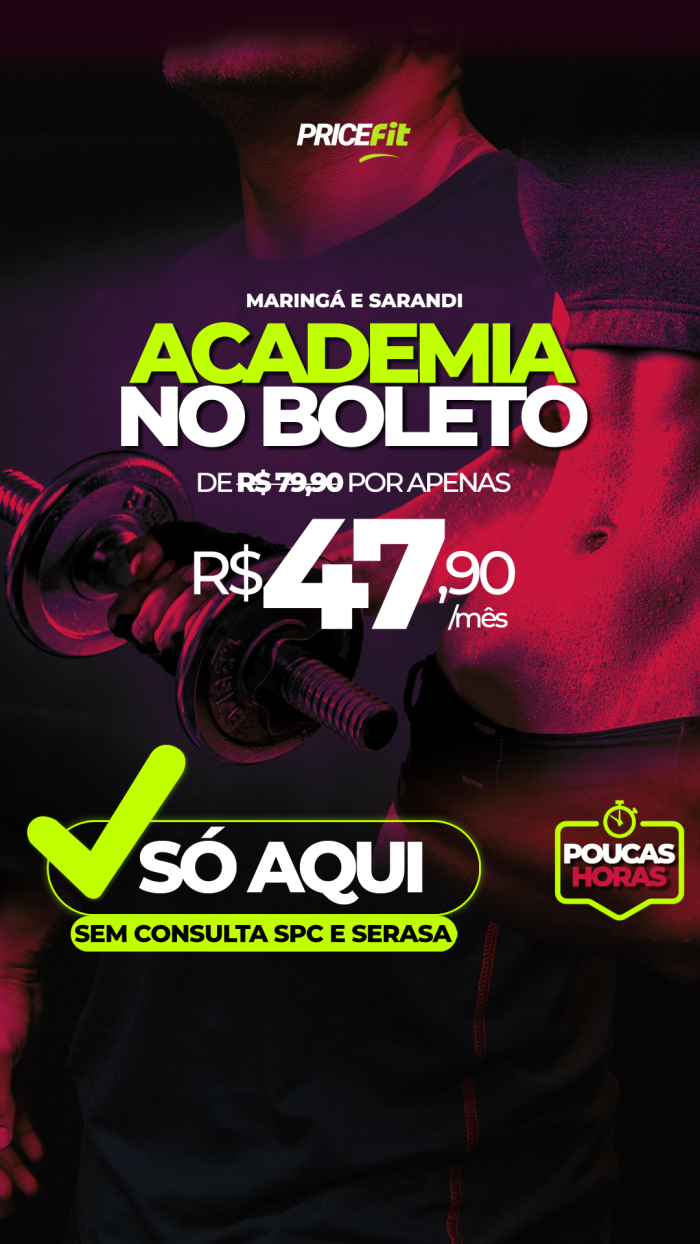 PRICEFit
MARINGÁ E SARANDI
ACADEMIA
NO BOLETO
DE R$ 79,90 POR APENAS
R$47,90
/mês
SÓ AQUI
SEM CONSULTA SPC E SERASA
POUCAS
HORAS